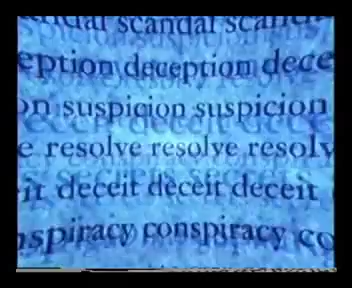 scandal scandal
eption deception dece
on suspicion suspicion
e resolve resolve resolv
it deceit deceit deceit
nspiracy conspiracy co